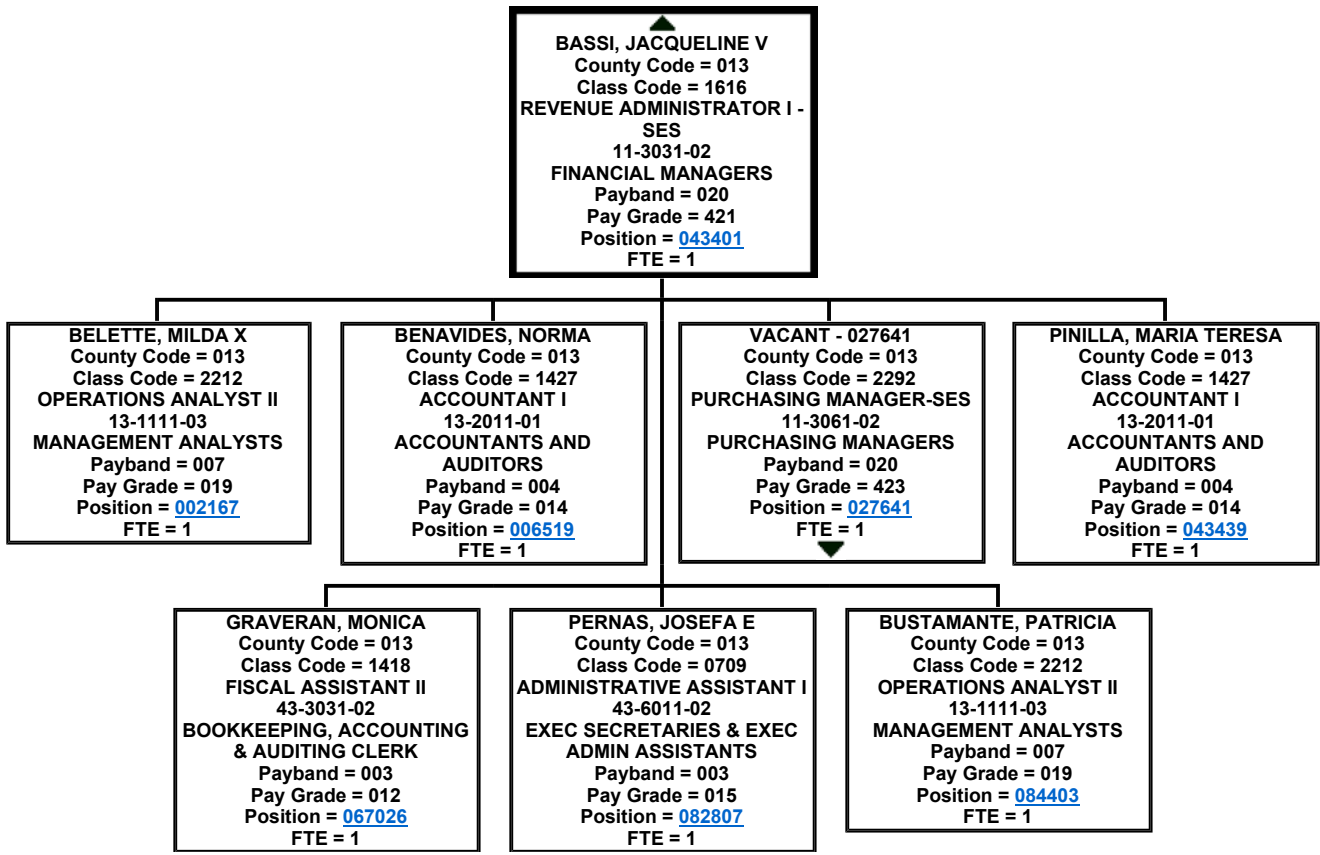 BASSI, JACQUELINE V
County Code = 013
Class Code = 1616
REVENUE ADMINISTRATOR I -
SES
11-3031-02
FINANCIAL MANAGERS
Payband = 020
Pay Grade = 421
Position = 043401
FTE = 1
BELETTE, MILDA X
County Code = 013
Class Code = 2212
OPERATIONS ANALYST II
13-1111-03
MANAGEMENT ANALYSTS
Payband = 007
Pay Grade = 019
Position = 002167
FTE = 1
BENAVIDES, NORMA
County Code = 013
Class Code = 1427
ACCOUNTANT I
13-2011-01
ACCOUNTANTS AND
AUDITORS
Payband = 004
Pay Grade = 014
Position = 006519
FTE = 1
VACANT - 027641
County Code = 013
Class Code = 2292
PURCHASING MANAGER-SES
11-3061-02
PURCHASING MANAGERS
Payband = 020
Pay Grade = 423
Position = 027641
FTE = 1
PINILLA, MARIA TERESA
County Code = 013
Class Code = 1427
ACCOUNTANT I
13-2011-01
ACCOUNTANTS AND
AUDITORS
Payband = 004
Pay Grade = 014
Position = 043439
FTE = 1
GRAVERAN, MONICA
County Code = 013
Class Code = 1418
FISCAL ASSISTANT II
43-3031-02
BOOKKEEPING, ACCOUNTING
& AUDITING CLERK
Payband = 003
Pay Grade = 012
Position = 067026
FTE = 1
PERNAS, JOSEFA E
County Code = 013
Class Code = 0709
ADMINISTRATIVE ASSISTANT I
43-6011-02
EXEC SECRETARIES & EXEC
ADMIN ASSISTANTS
Payband = 003
Pay Grade = 015
Position = 082807
FTE = 1
BUSTAMANTE, PATRICIA
County Code = 013
Class Code = 2212
OPERATIONS ANALYST II
13-1111-03
MANAGEMENT ANALYSTS
Payband = 007
Pay Grade = 019
Position = 084403
FTE = 1